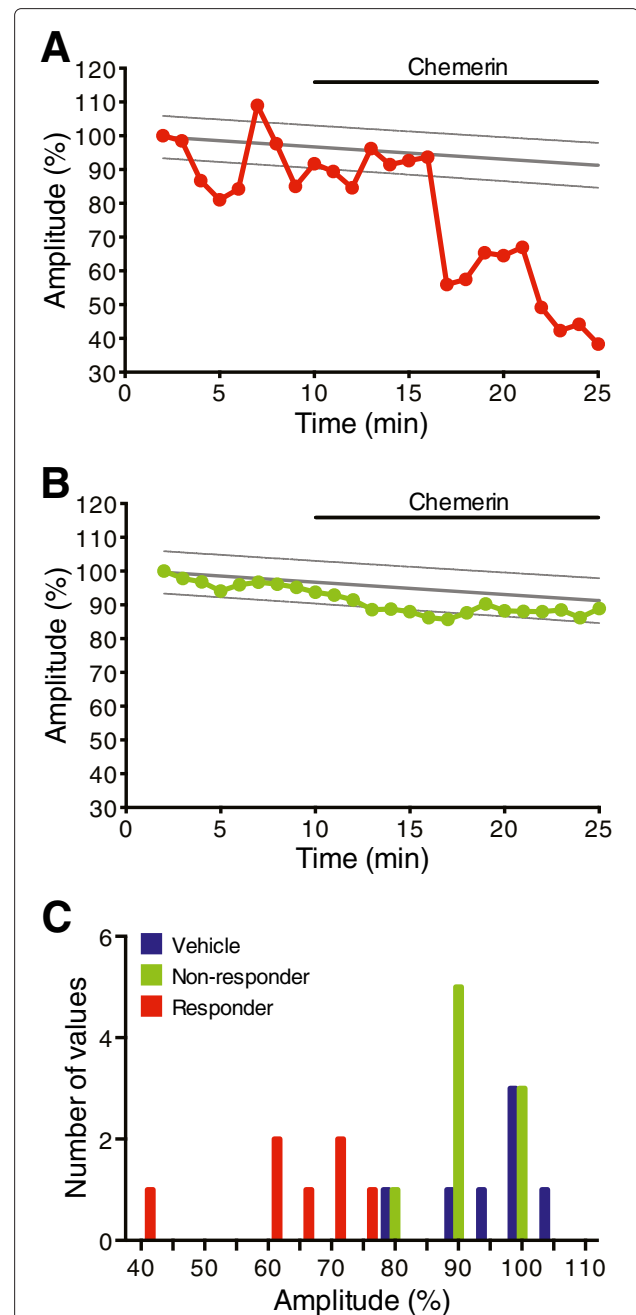 A
Chemerin
120
110
100
90
80
70
60
50
40
30
Amplitude (%)
0 5 10 15 20 25
Time (min)
B
Chemerin
120
110
100
90
80
70
60
50
40
30
Amplitude (%)
0 5 10 15 20 25
Time (min)
C
Vehicle
Non-responder
Responder
6
4
2
0
Number of values
40 50 60 70 80 90 100 110
Amplitude (%)